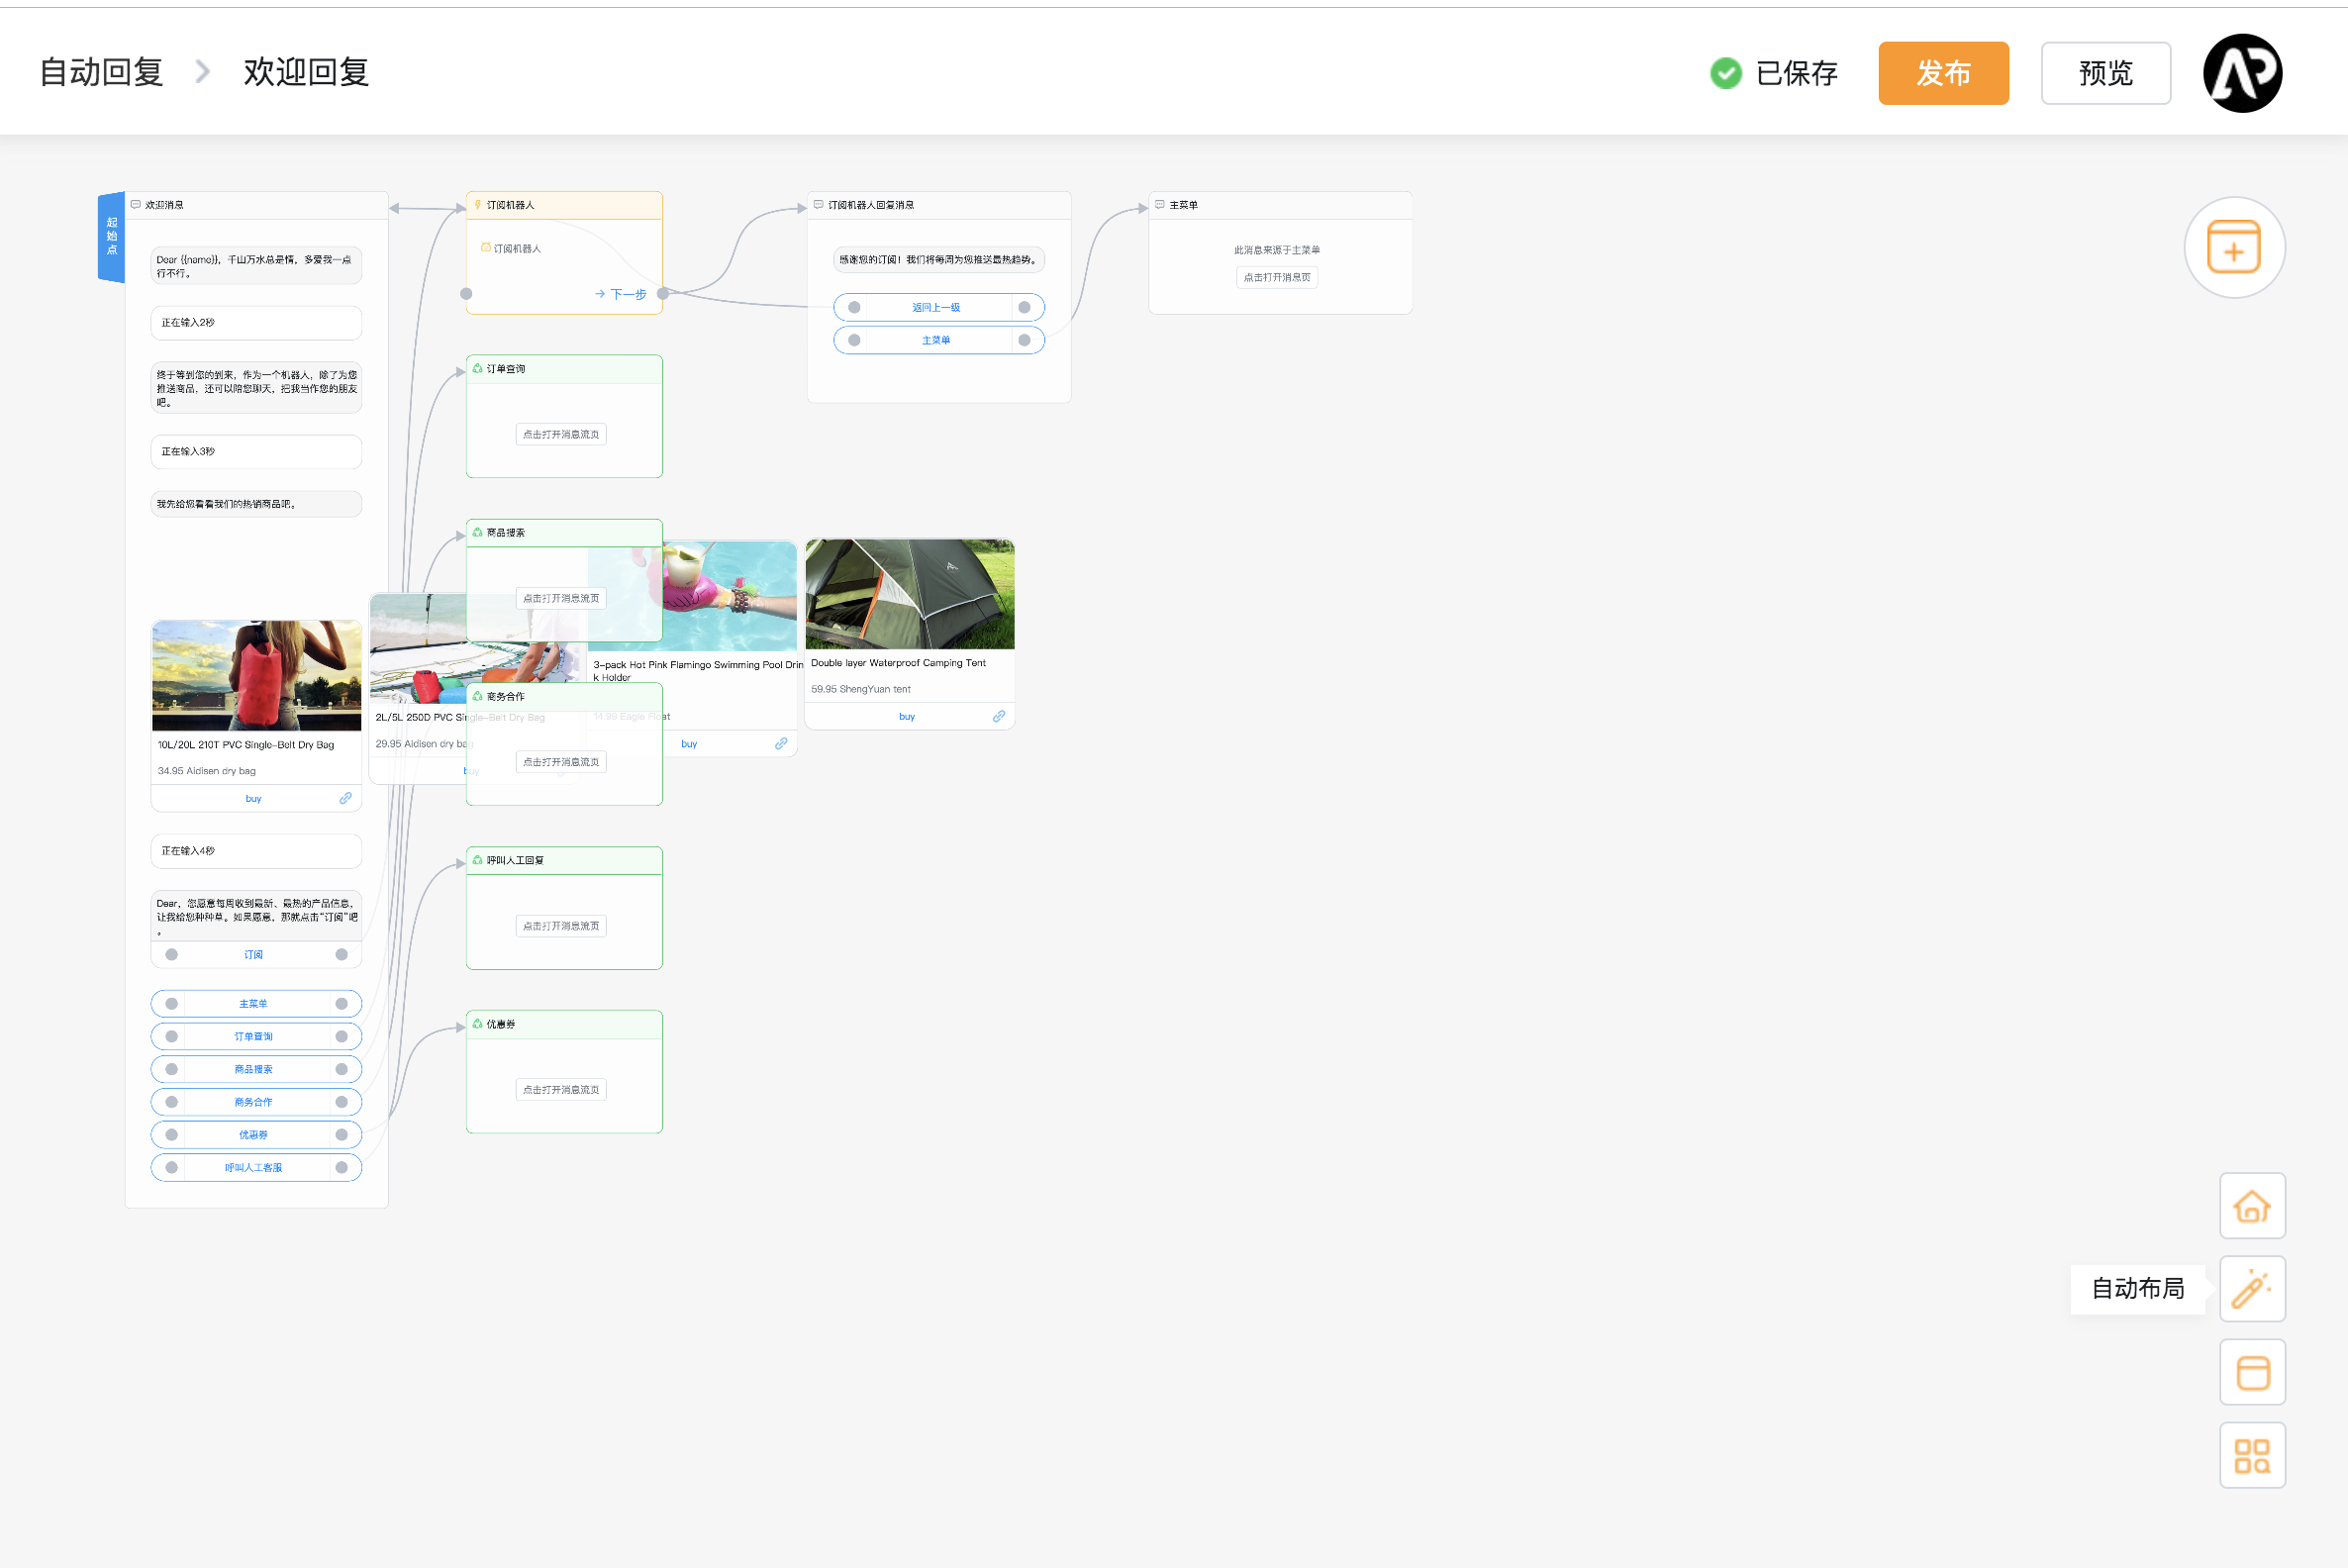 自动回复
欢迎回复
已保存
发布
预览
起始点
欢迎消息
Dear {{name}}，千山万水总是情，多爱我一点
行不行。
正在输入2秒
终于等到您的到来，作为一个机器人，除了为您
推送商品，还可以陪您聊天，把我当作您的朋友
吧。
正在输入3秒
我先给您看看我们的热销商品吧。
10L/20L 210T PVC Single-Belt Dry Bag
34.95 Aidisen dry bag
buy
2L/5L 250D PVC Single-Belt Dry Bag
29.95 Aidisen dry bag
buy
3-pack Hot Pink Flamingo Swimming Pool Drin
k Holder
14.99 Eagle Float
buy
Double layer Waterproof Camping Tent
59.95 ShengYuan tent
buy
正在输入4秒
Dear，您愿意每周收到最新、最热的产品信息，
让我给您种种草。如果愿意，那就点击“订阅”吧
。
订阅
主菜单
订单查询
商品搜索
商务合作
优惠券
呼叫人工客服
订阅机器人
订阅机器人
下一步
订单查询
点击打开消息流页
商品搜索
点击打开消息流页
商务合作
点击打开消息流页
呼叫人工回复
点击打开消息流页
优惠券
点击打开消息流页
订阅机器人回复消息
感谢您的订阅！我们将每周为您推送最热趋势。
返回上一级
主菜单
主菜单
此消息来源于主菜单
点击打开消息页
自动布局